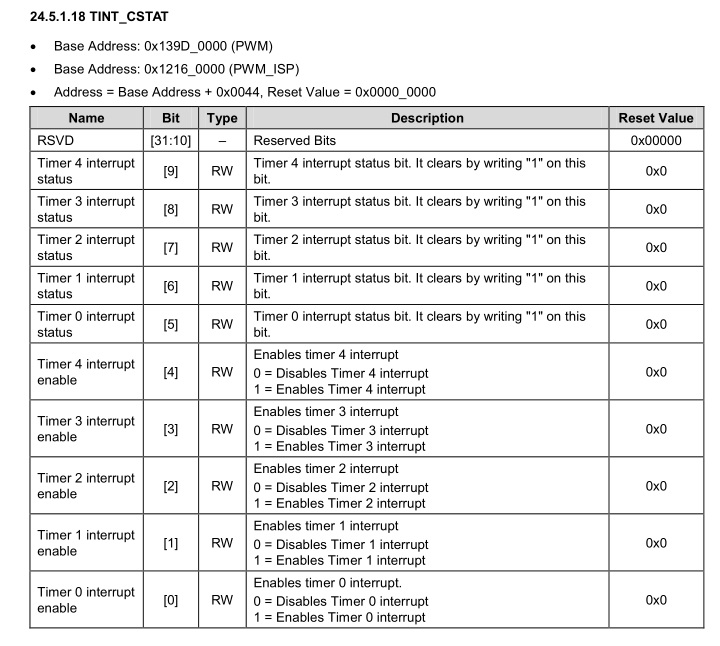 24.5.1.18 TINT_CSTAT
• Base Address: 0x139D_0000 (PWM)
• Base Address: 0x1216_0000 (PWM_ISP)
• Address = Base Address + 0x0044, Reset Value = 0x0000_0000
Name Bit Type Description Reset Value
RSVD [31:10] – Reserved Bits 0x00000
Timer 4 interrupt
status
[9] RW
Timer 4 interrupt status bit. It clears by writing "1" on this
bit.
0x0
Timer 3 interrupt
status
[8] RW
Timer 3 interrupt status bit. It clears by writing "1" on this
bit.
0x0
Timer 2 interrupt
status
[7] RW
Timer 2 interrupt status bit. It clears by writing "1" on this
bit.
0x0
Timer 1 interrupt
status
[6] RW
Timer 1 interrupt status bit. It clears by writing "1" on this
bit.
0x0
Timer 0 interrupt
status
[5] RW
Timer 0 interrupt status bit. It clears by writing "1" on this
bit.
0x0
Timer 4 interrupt
enable
[4] RW
Enables timer 4 interrupt
0 = Disables Timer 4 interrupt
1 = Enables Timer 4 interrupt
0x0
Timer 3 interrupt
enable
[3] RW
Enables timer 3 interrupt
0 = Disables Timer 3 interrupt
1 = Enables Timer 3 interrupt
0x0
Timer 2 interrupt
enable
[2] RW
Enables timer 2 interrupt
0 = Disables Timer 2 interrupt
1 = Enables Timer 2 interrupt
0x0
Timer 1 interrupt
enable
[1] RW
Enables timer 1 interrupt
0 = Disables Timer 1 interrupt
1 = Enables Timer 1 interrupt
0x0
Timer 0 interrupt
enable
[0] RW
Enables timer 0 interrupt.
0 = Disables Timer 0 interrupt
1 = Enables Timer 0 interrupt
0x0